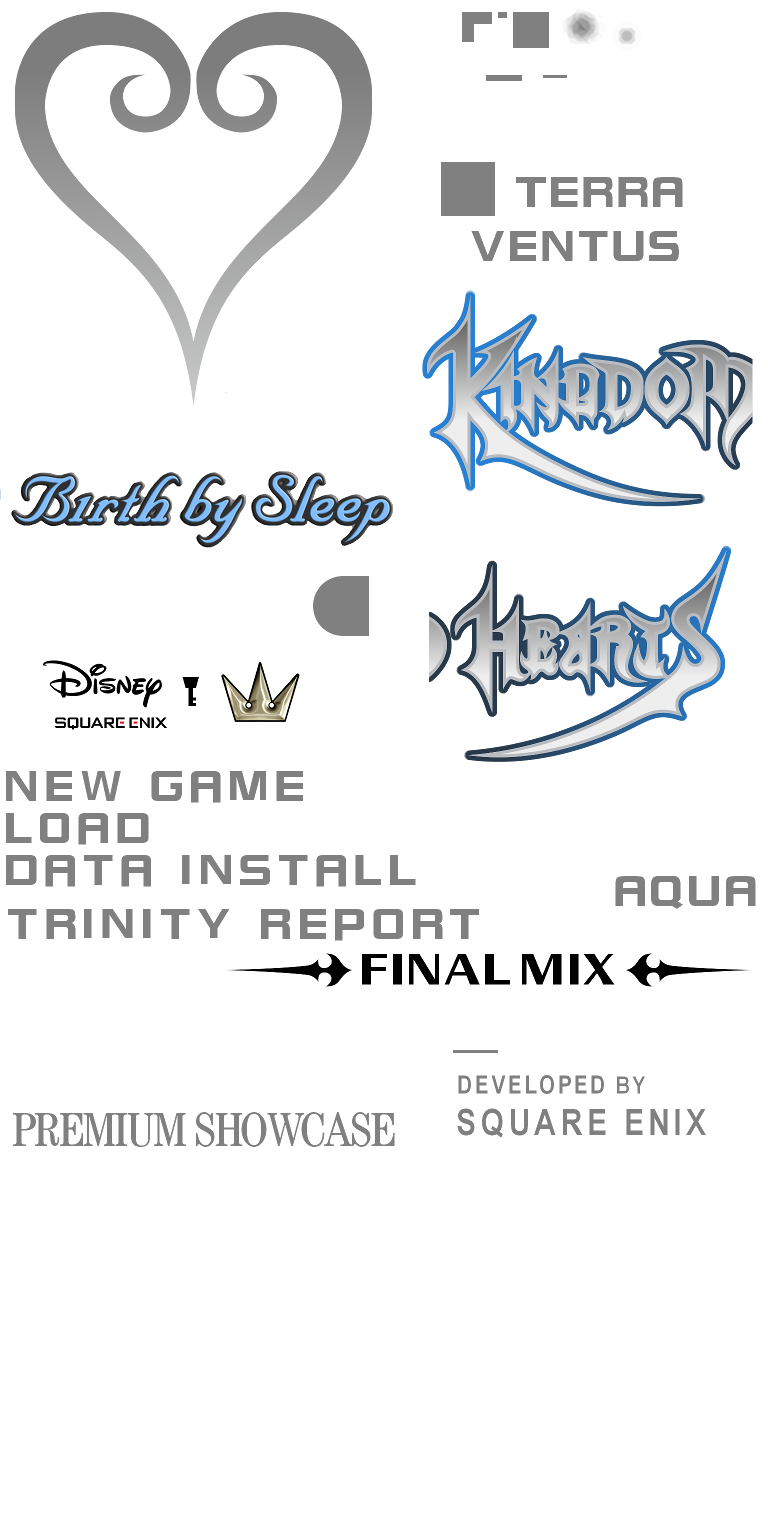 TERRA
VENTUS
KINGDOM
Birth by Sleep
HEARTS
DISNEY
SQUARE ENIX
NEW GAME
LOAD
DATA INSTALL
AQUA
TRINITY REPORT
FINAL MIX
DEVELOPED BY
SQUARE ENIX
PREMIUM SHOWCASE